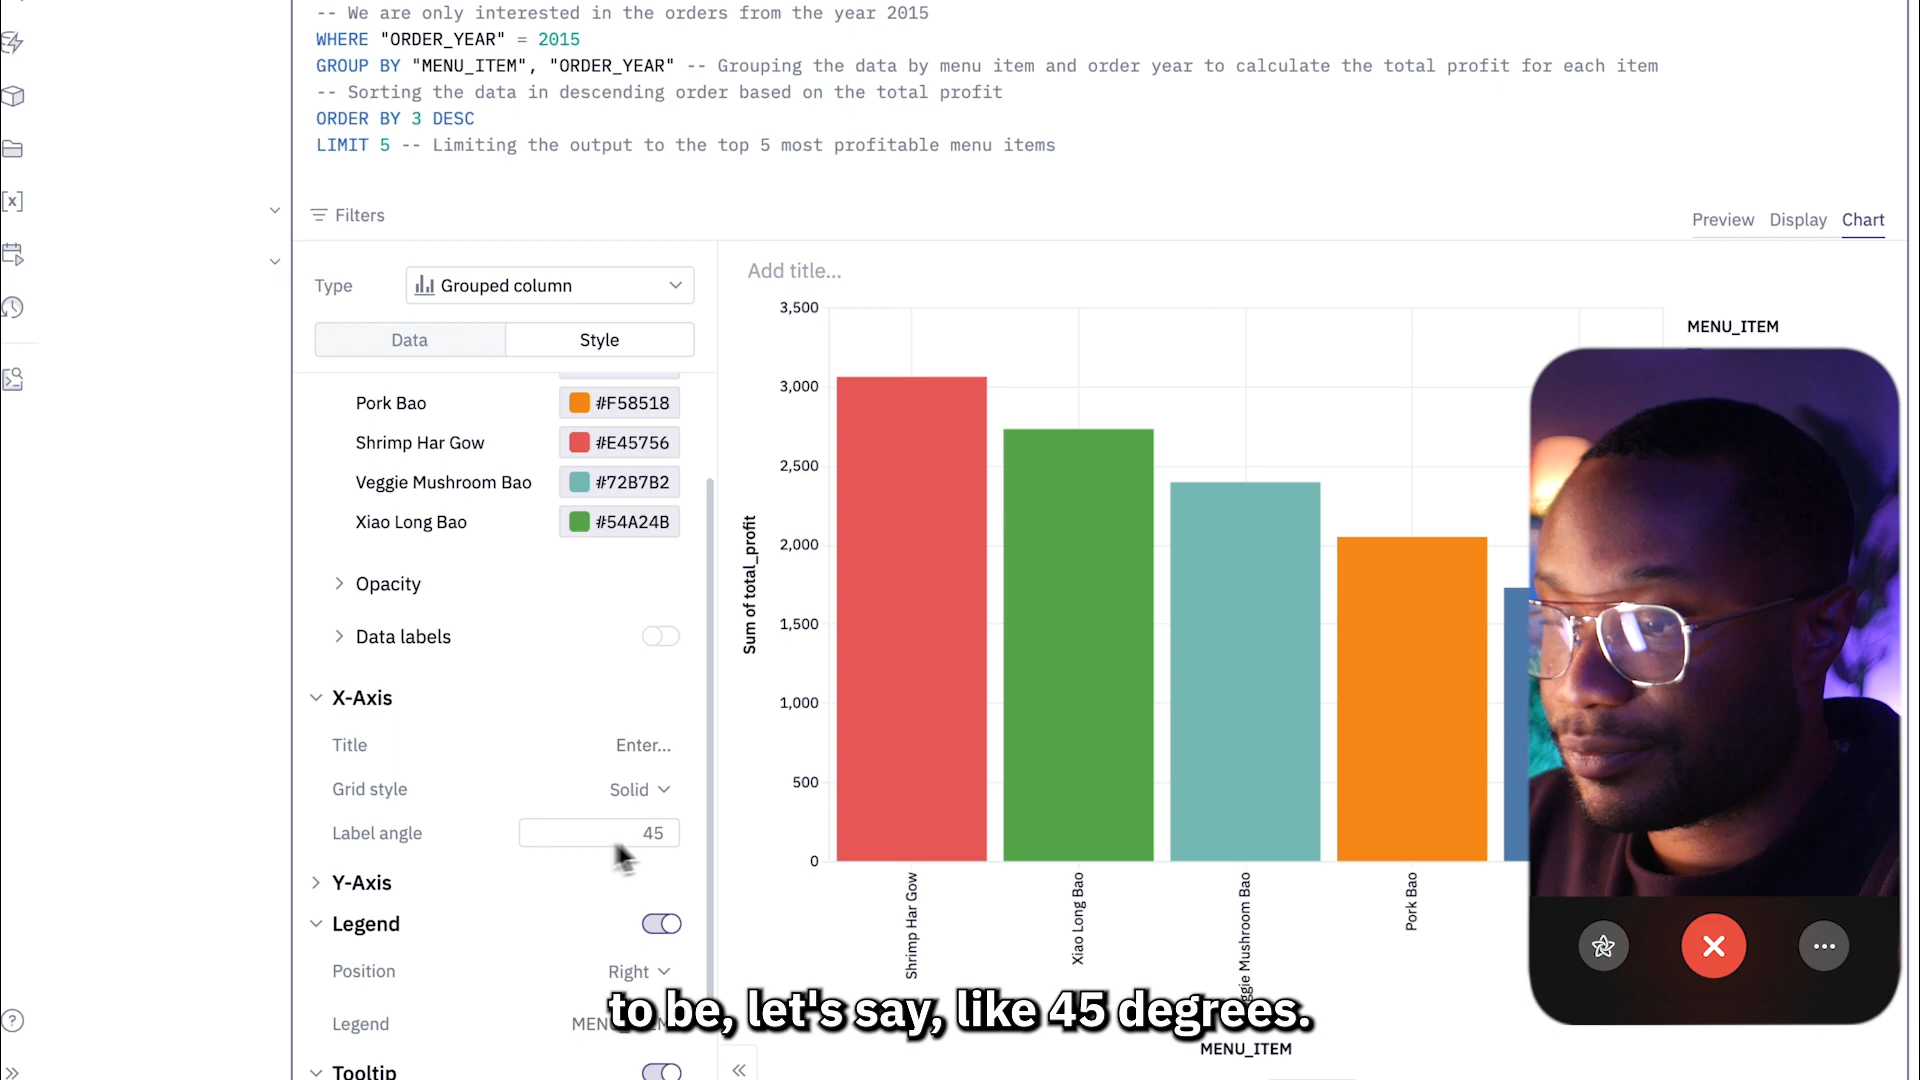 -- We are only interested in the orders from the year 2015
WHERE "ORDER_YEAR" = 2015
GROUP BY "MENU_ITEM", "ORDER_YEAR" -- Grouping the data by menu item and order year to calculate the total profit for each item
-- Sorting the data in descending order based on the total profit
ORDER BY 3 DESC
LIMIT 5 -- Limiting the output to the top 5 most profitable menu items
Filters
Preview Display Chart
Type Grouped column
Data Style
Pork Bao #F58518
Shrimp Har Gow #E45756
Veggie Mushroom Bao #72B7B2
Xiao Long Bao #54A24B
Opacity
Data labels
X-Axis
Title Enter...
Grid style Solid
Label angle 45
Y-Axis
Legend
Position Right
Legend
Tooltip
Add title...
3,500
3,000
2,500
2,000
1,500
1,000
500
0
Sum of total_profit
Shrimp Har Gow
Xiao Long Bao
Mushroom Bao
Pork Bao
MENU_ITEM
MENU_ITEM
to be, let's say, like 45 degrees.